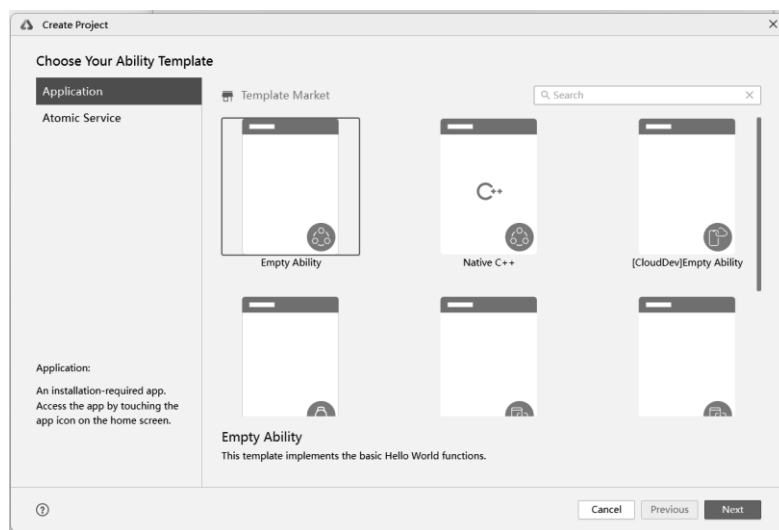 Create Project
Choose Your Ability Template
Application
Atomic Service
Template Market
Search
Empty Ability
C++
Native C++
[CloudDev]Empty Ability
Application:
An installation-required app.
Access the app by touching the
app icon on the home screen.
Empty Ability
This template implements the basic Hello World functions.
?
Cancel
Previous
Next